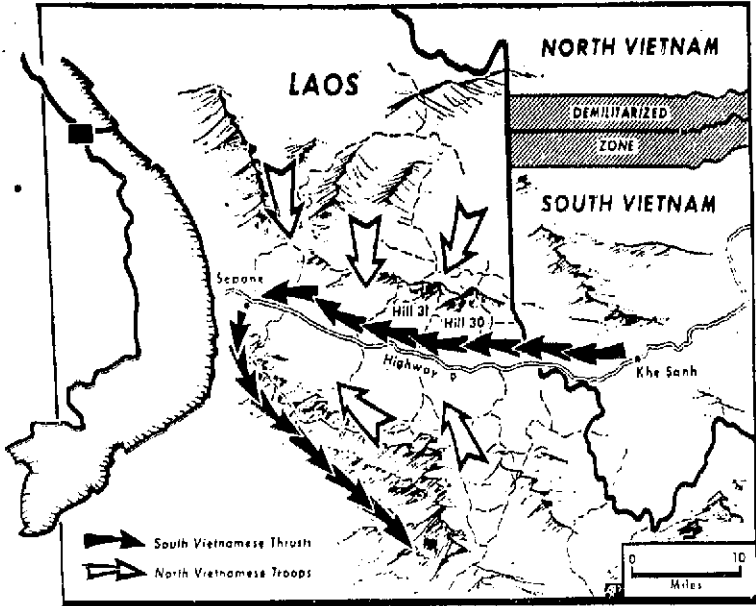 NORTH VIETNAM
LAOS
DEMILITARIZED
ZONE
SOUTH VIETNAM
Sepone
Hill 31
Hill 30
Highway 9
Khe Sanh
South Vietnamese Thrusts
North Vietnamese Troops
0 10
Miles